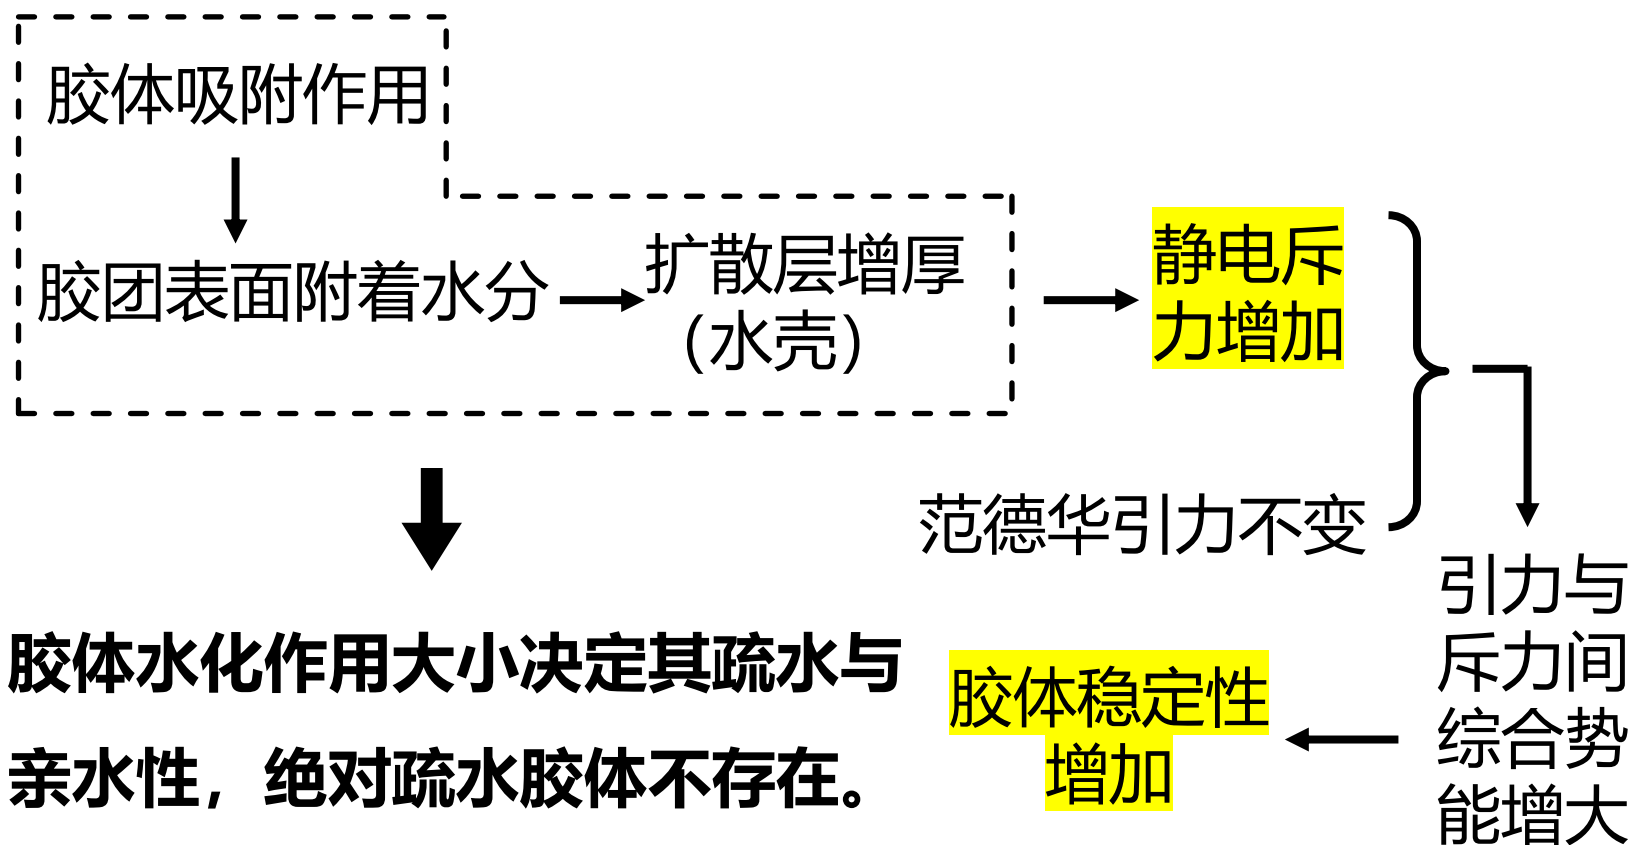 胶体吸附作用
胶团表面附着水分
扩散层增厚
(水壳)
静电斥
力增加
范德华引力不变
引力与
斥力间
综合势
能增大
胶体稳定性
增加
胶体水化作用大小决定其疏水与
亲水性，绝对疏水胶体不存在。